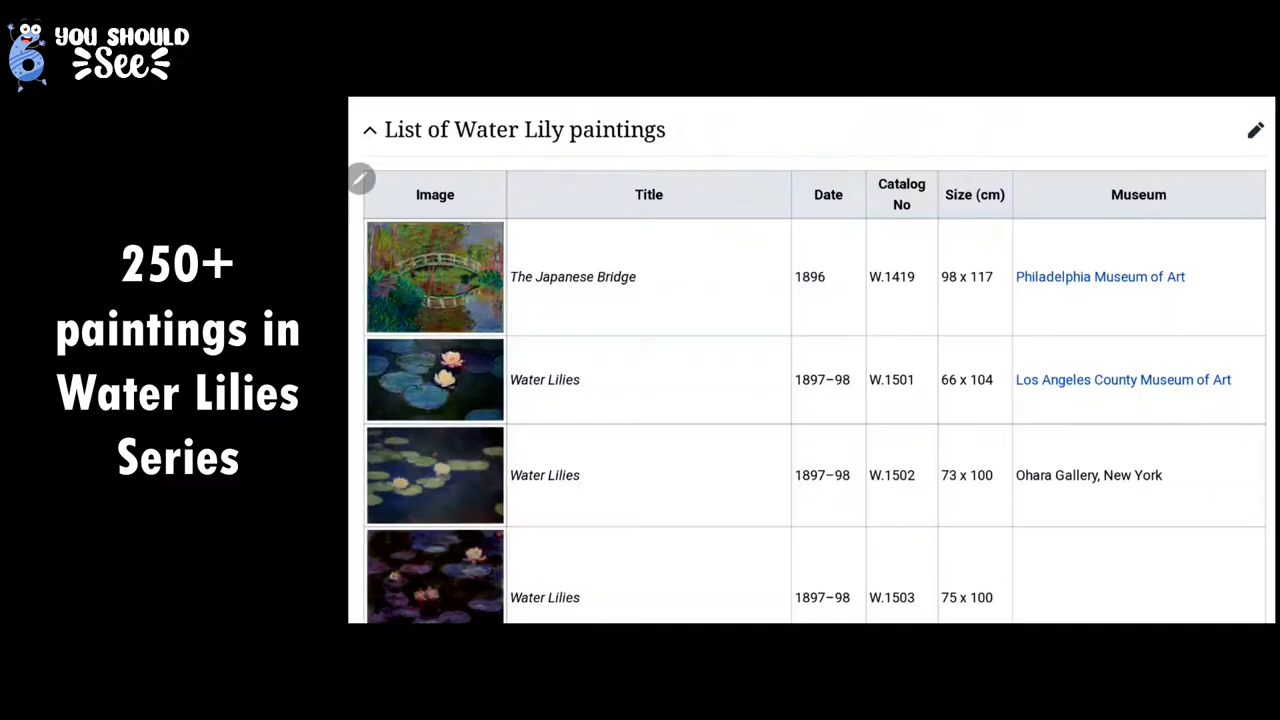 6 YOU SHOULD
See
250+
paintings in
Water Lilies
Series
List of Water Lily paintings
Image Title Date Catalog No Size (cm) Museum
The Japanese Bridge 1896 W.1419 98 x 117 Philadelphia Museum of Art
Water Lilies 1897–98 W.1501 66 x 104 Los Angeles County Museum of Art
Water Lilies 1897–98 W.1502 73 x 100 Ohara Gallery, New York
Water Lilies 1897–98 W.1503 75 x 100